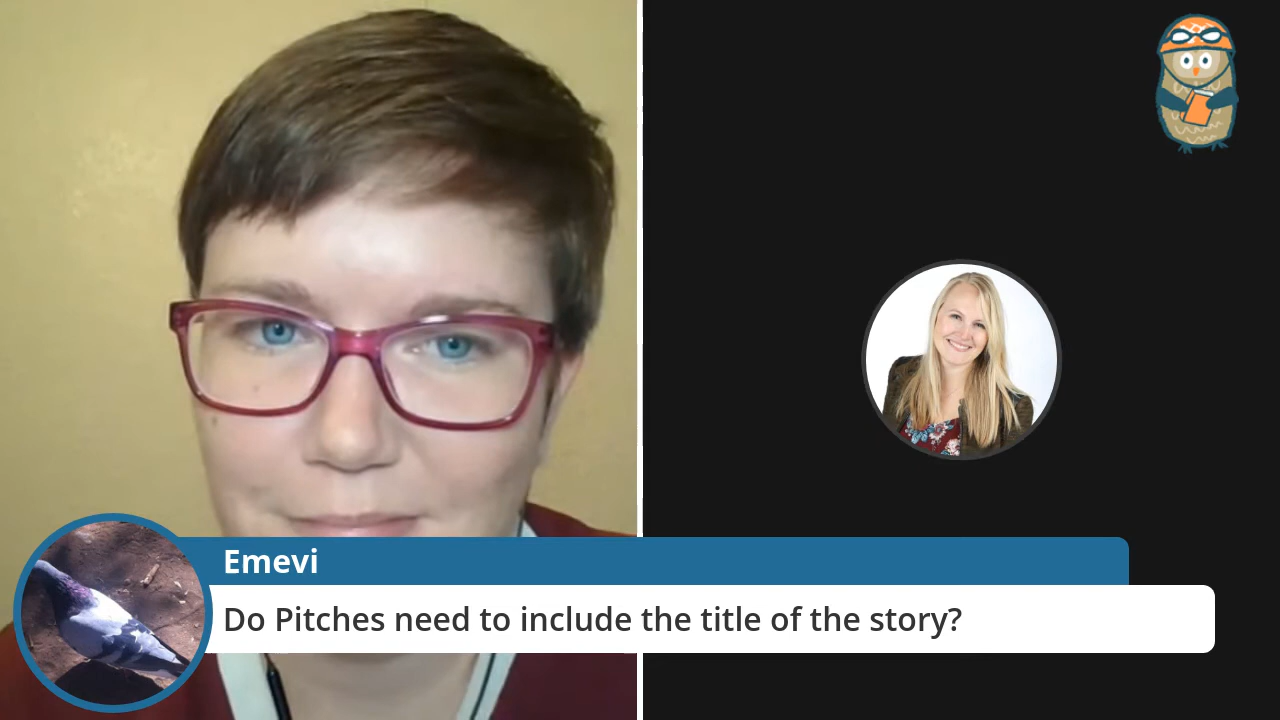 Emevi
Do Pitches need to include the title of the story?